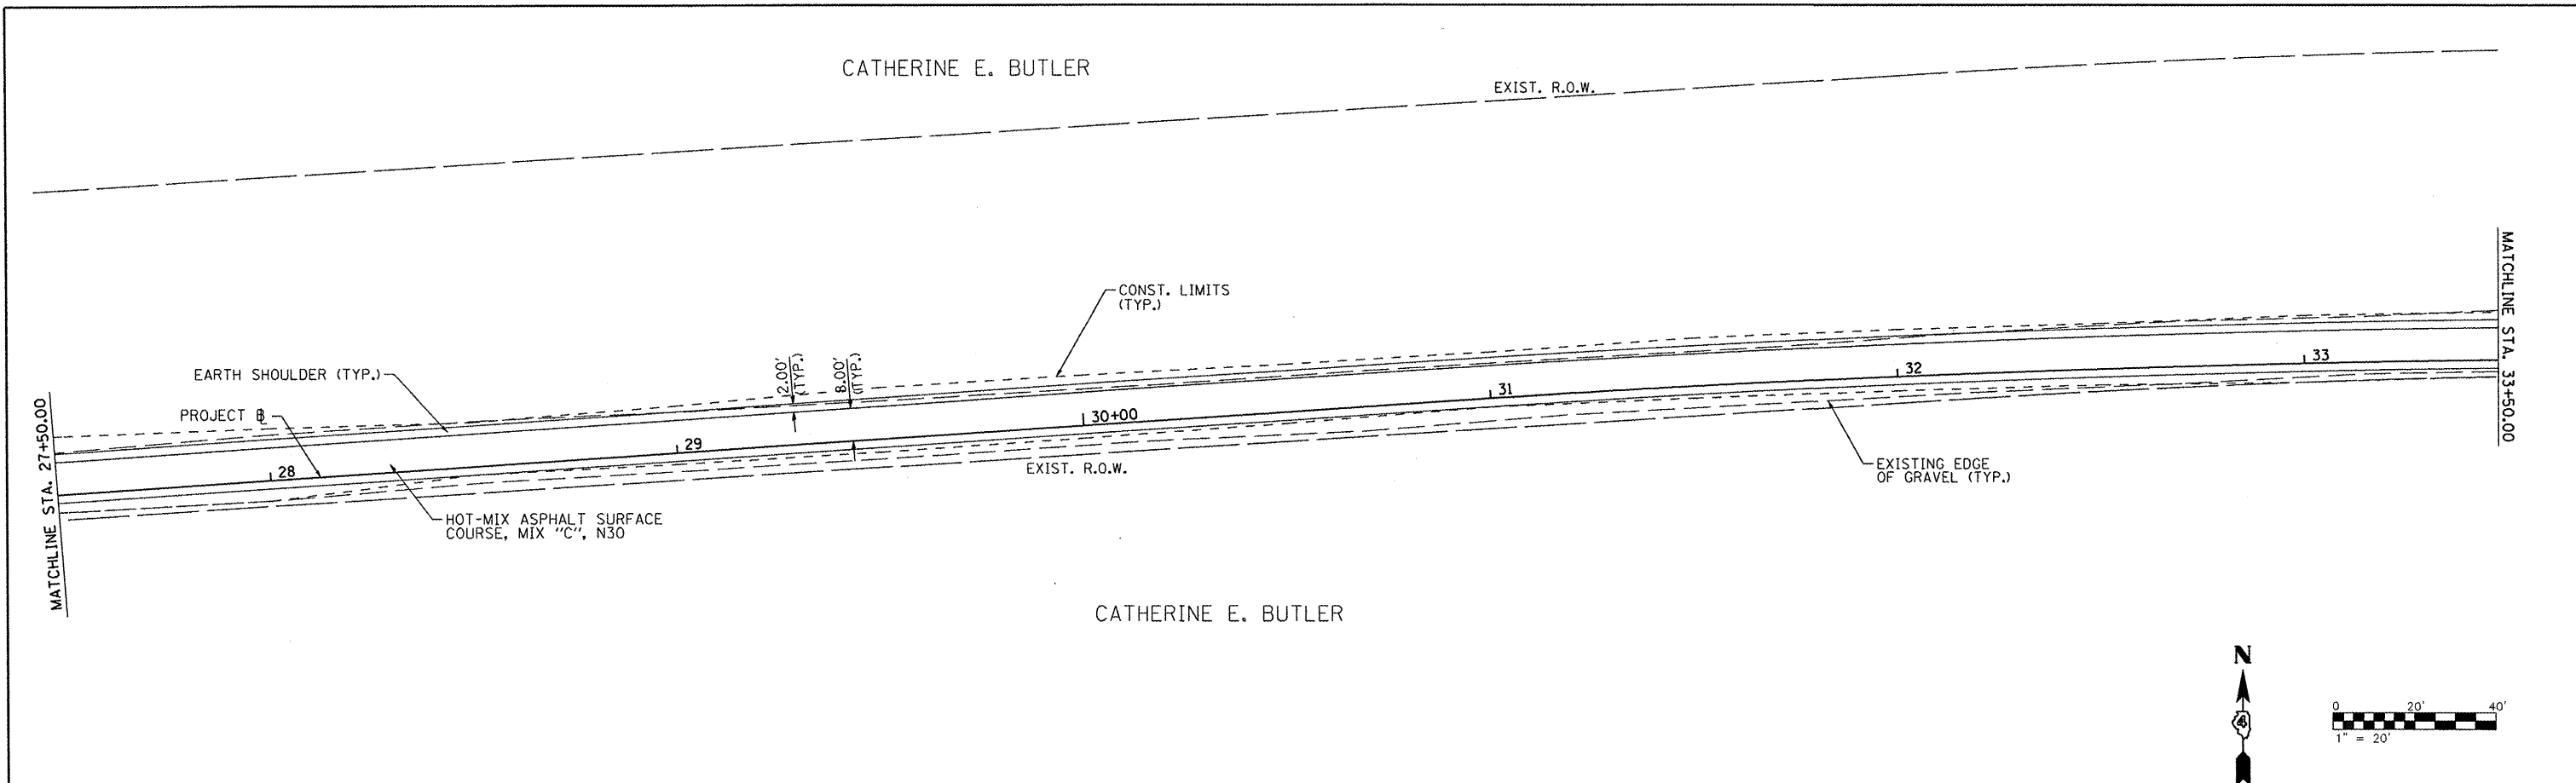 CATHERINE E. BUTLER
EXIST. R.O.W.
MATCHLINE STA. 33+50.00
CONST. LIMITS
(TYP.)
2.00'
(TYP.)
8.00'
(TYP.)
EARTH SHOULDER (TYP.)
PROJECT ⅊
MATCHLINE STA. 27+50.00
28
29
30+00
31
32
33
EXIST. R.O.W.
EXISTING EDGE
OF GRAVEL (TYP.)
HOT-MIX ASPHALT SURFACE
COURSE, MIX "C", N30
CATHERINE E. BUTLER
N
4
0 20' 40'
1" = 20'